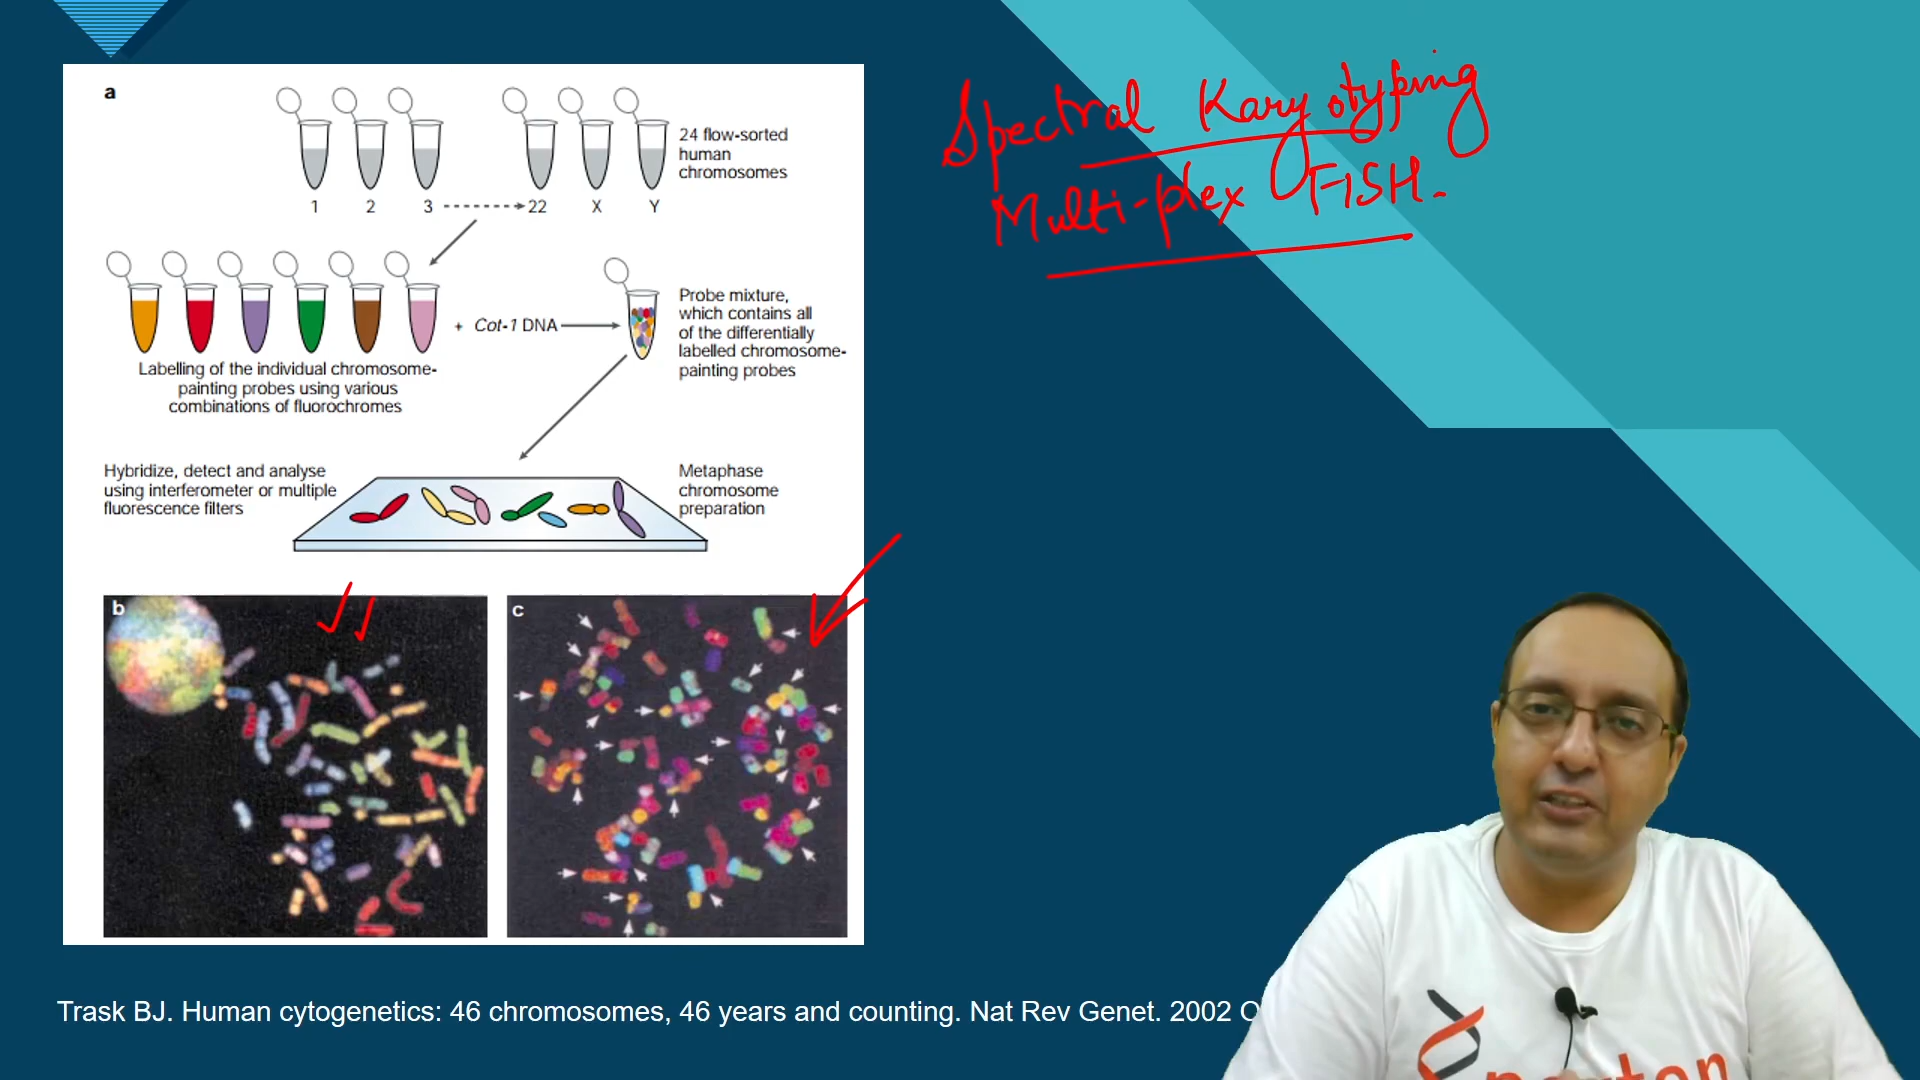 a
24 flow-sorted
human
chromosomes
1 2 3 22 X Y
+ Cot-1 DNA
Probe mixture,
which contains all
of the differentially
labelled chromosome-
painting probes
Labelling of the individual chromosome-
painting probes using various
combinations of fluorochromes
Hybridize, detect and analyse
using interferometer or multiple
fluorescence filters
Metaphase
chromosome
preparation
b
c
Spectral Karyotyping
Multi-plex FISH.
Trask BJ. Human cytogenetics: 46 chromosomes, 46 years and counting. Nat Rev Genet. 2002 O